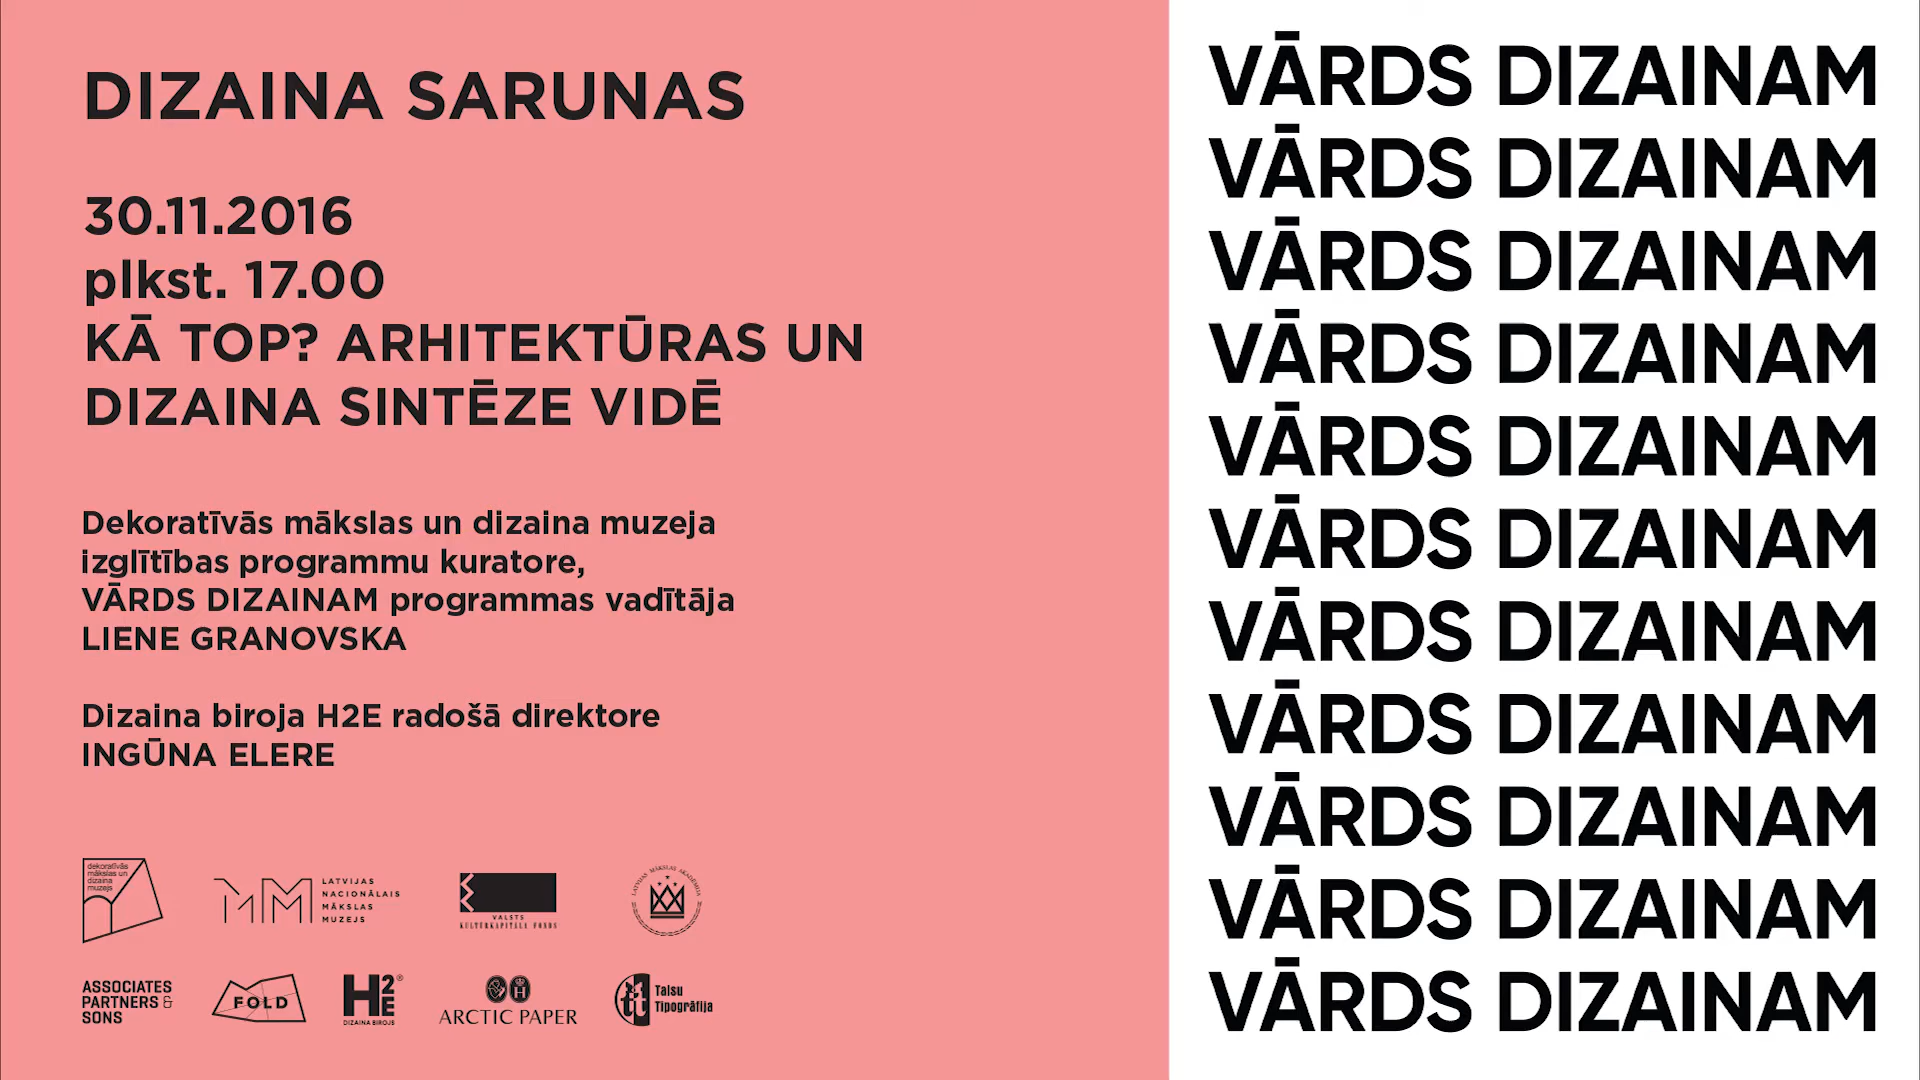 DIZAINA SARUNAS
30.11.2016
plkst. 17.00
KĀ TOP? ARHITEKTŪRAS UN
DIZAINA SINTĒZE VIDĒ
Dekoratīvās mākslas un dizaina muzeja
izglītības programmu kuratore,
VĀRDS DIZAINAM programmas vadītāja
LIENE GRANOVSKA
Dizaina biroja H2E radošā direktore
INGŪNA ELERE
dekoratīvās
mākslas un
dizaina
muzejs
LATVIJAS
NACIONĀLAIS
MĀKSLAS
MUZEJS
VALSTS
KULTŪRKAPITĀLA FONDS
LATVIJAS MĀKSLAS AKADĒMIJA
ASSOCIATES
PARTNERS &
SONS
FOLD
H2E®
DIZAINA BIROJS
ARCTIC PAPER
Talsu
Tipogrāfija
VĀRDS DIZAINAM
VĀRDS DIZAINAM
VĀRDS DIZAINAM
VĀRDS DIZAINAM
VĀRDS DIZAINAM
VĀRDS DIZAINAM
VĀRDS DIZAINAM
VĀRDS DIZAINAM
VĀRDS DIZAINAM
VĀRDS DIZAINAM
VĀRDS DIZAINAM